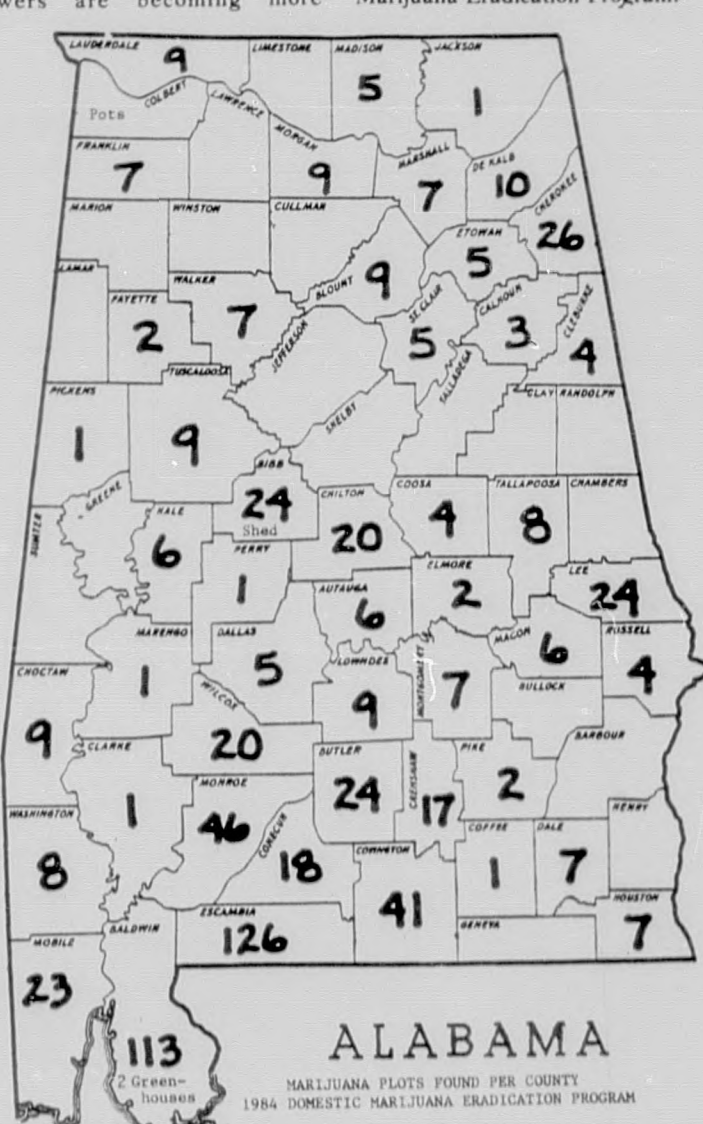 wers are becoming more Marijuana Eradication Program.
LAUDERDALE LIMESTONE MADISON JACKSON
9 5 1
COLBERT LAWRENCE
Pots
MORGAN
FRANKLIN MARSHALL DE KALB
7 9 7 10
CHEROKEE
MARION WINSTON CULLMAN ETOWAH
26
5
LAMAR WALKER BLOUNT 9
FAYETTE ST. CLAIR CALHOUN CLEBURNE
2 7 5 3 4
JEFFERSON
TUSCALOOSA TALLADEGA
PICKENS CLAY RANDOLPH
SHELBY
1 9
BIBB
GREENE 24 COOSA TALLAPOOSA CHAMBERS
SUMTER HALE Shed CHILTON
6 20 4 8
PERRY
1 ELMORE LEE
AUTAUGA 2 24
6
MARENGO DALLAS MACON RUSSELL
1 5 LOWNDES MONTGOMERY 6 4
CHOCTAW WILCOX 7 BULLOCK
9 9
20
CLARKE BUTLER CRENSHAW PIKE BARBOUR
1 24 17 2
MONROE
46
WASHINGTON CONECUH COFFEE DALE HENRY
8 18 1 7
COVINGTON
41
ESCAMBIA HOUSTON
126 GENEVA 7
MOBILE BALDWIN
23
113
2 Green-
houses
ALABAMA
MARIJUANA PLOTS FOUND PER COUNTY
1984 DOMESTIC MARIJUANA ERADICATION PROGRAM